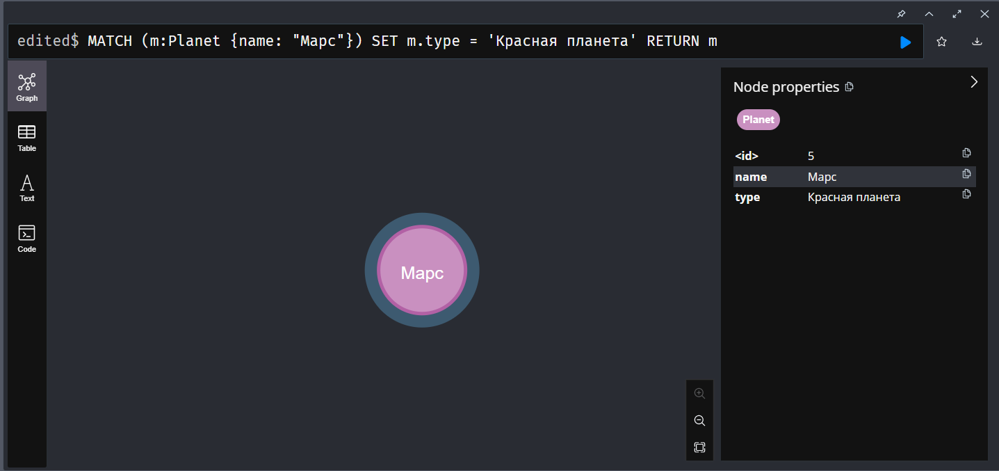 edited$ MATCH (m:Planet {name: "Марс"}) SET m.type = 'Красная планета' RETURN m
Graph
Table
Text
Code
Марс
Node properties
Planet
<id> 5
name Марс
type Красная планета